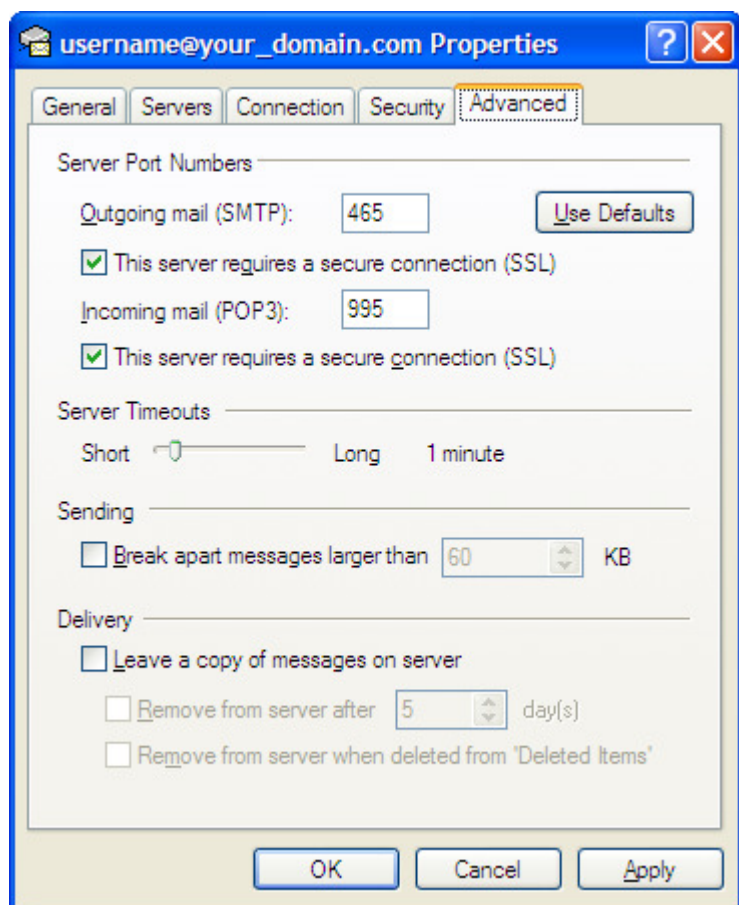 username@your_domain.com Properties
General Servers Connection Security Advanced
Server Port Numbers
Outgoing mail (SMTP): 465 Use Defaults
This server requires a secure connection (SSL)
Incoming mail (POP3): 995
This server requires a secure connection (SSL)
Server Timeouts
Short Long 1 minute
Sending
Break apart messages larger than 60 KB
Delivery
Leave a copy of messages on server
Remove from server after 5 day(s)
Remove from server when deleted from 'Deleted Items'
OK Cancel Apply